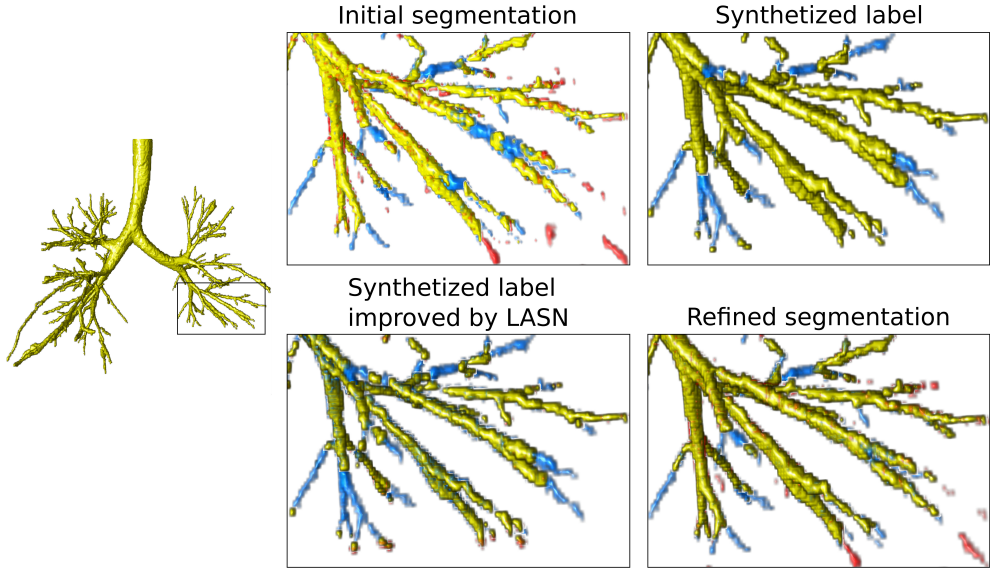 Initial segmentation
Synthetized label
Synthetized label
improved by LASN
Refined segmentation